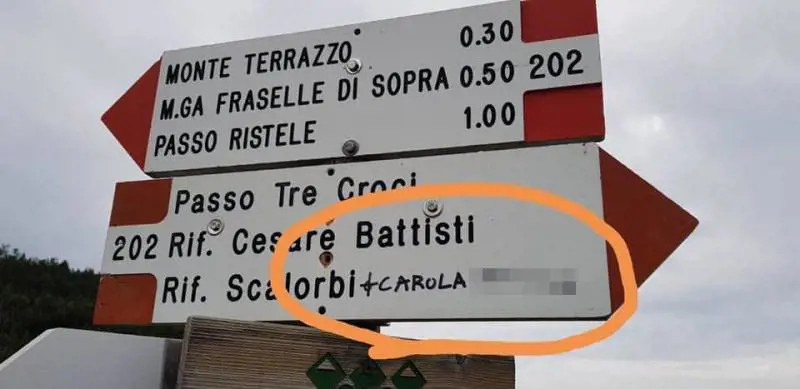 MONTE TERRAZZO 0.30
M.GA FRASELLE DI SOPRA 0.50 202
PASSO RISTELE 1.00
Passo Tre Croci
202 Rif. Cesare Battisti
Rif. Scalorbi +CAROLA